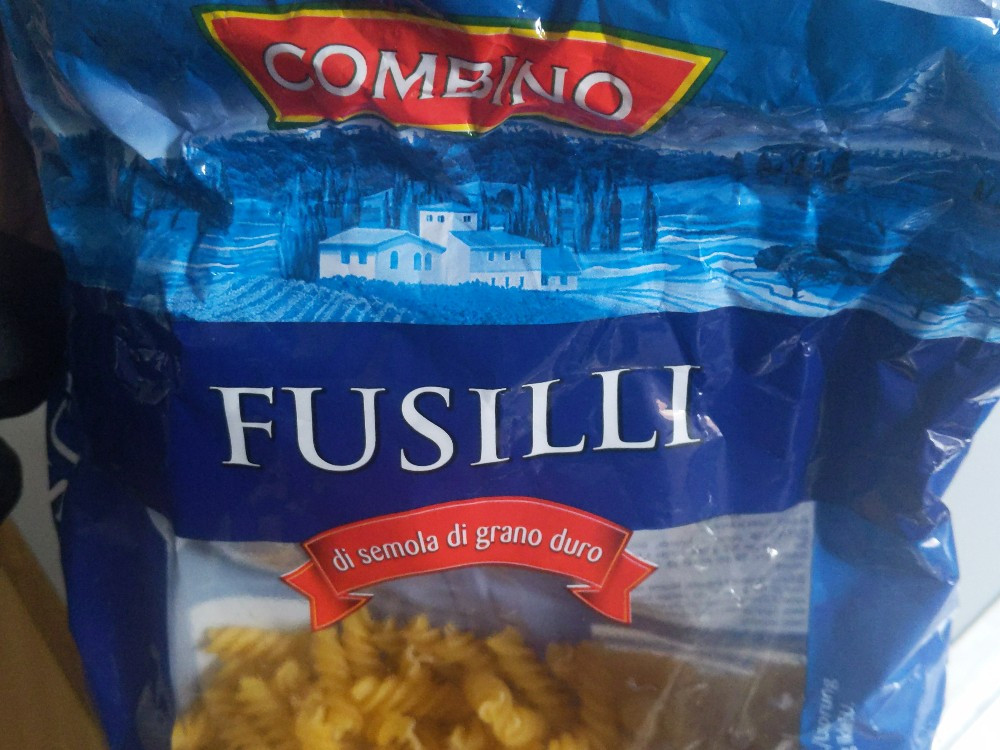 COMBINO
FUSILLI
di semola di grano duro